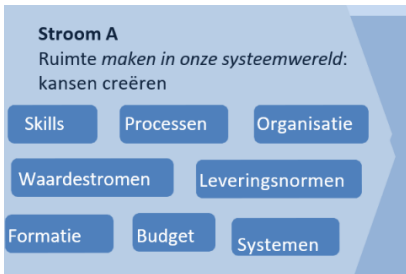 Stroom A
Ruimte maken in onze systeemwereld:
kansen creëren
Skills Processen Organisatie
Waardestromen Leveringsnormen
Formatie Budget Systemen